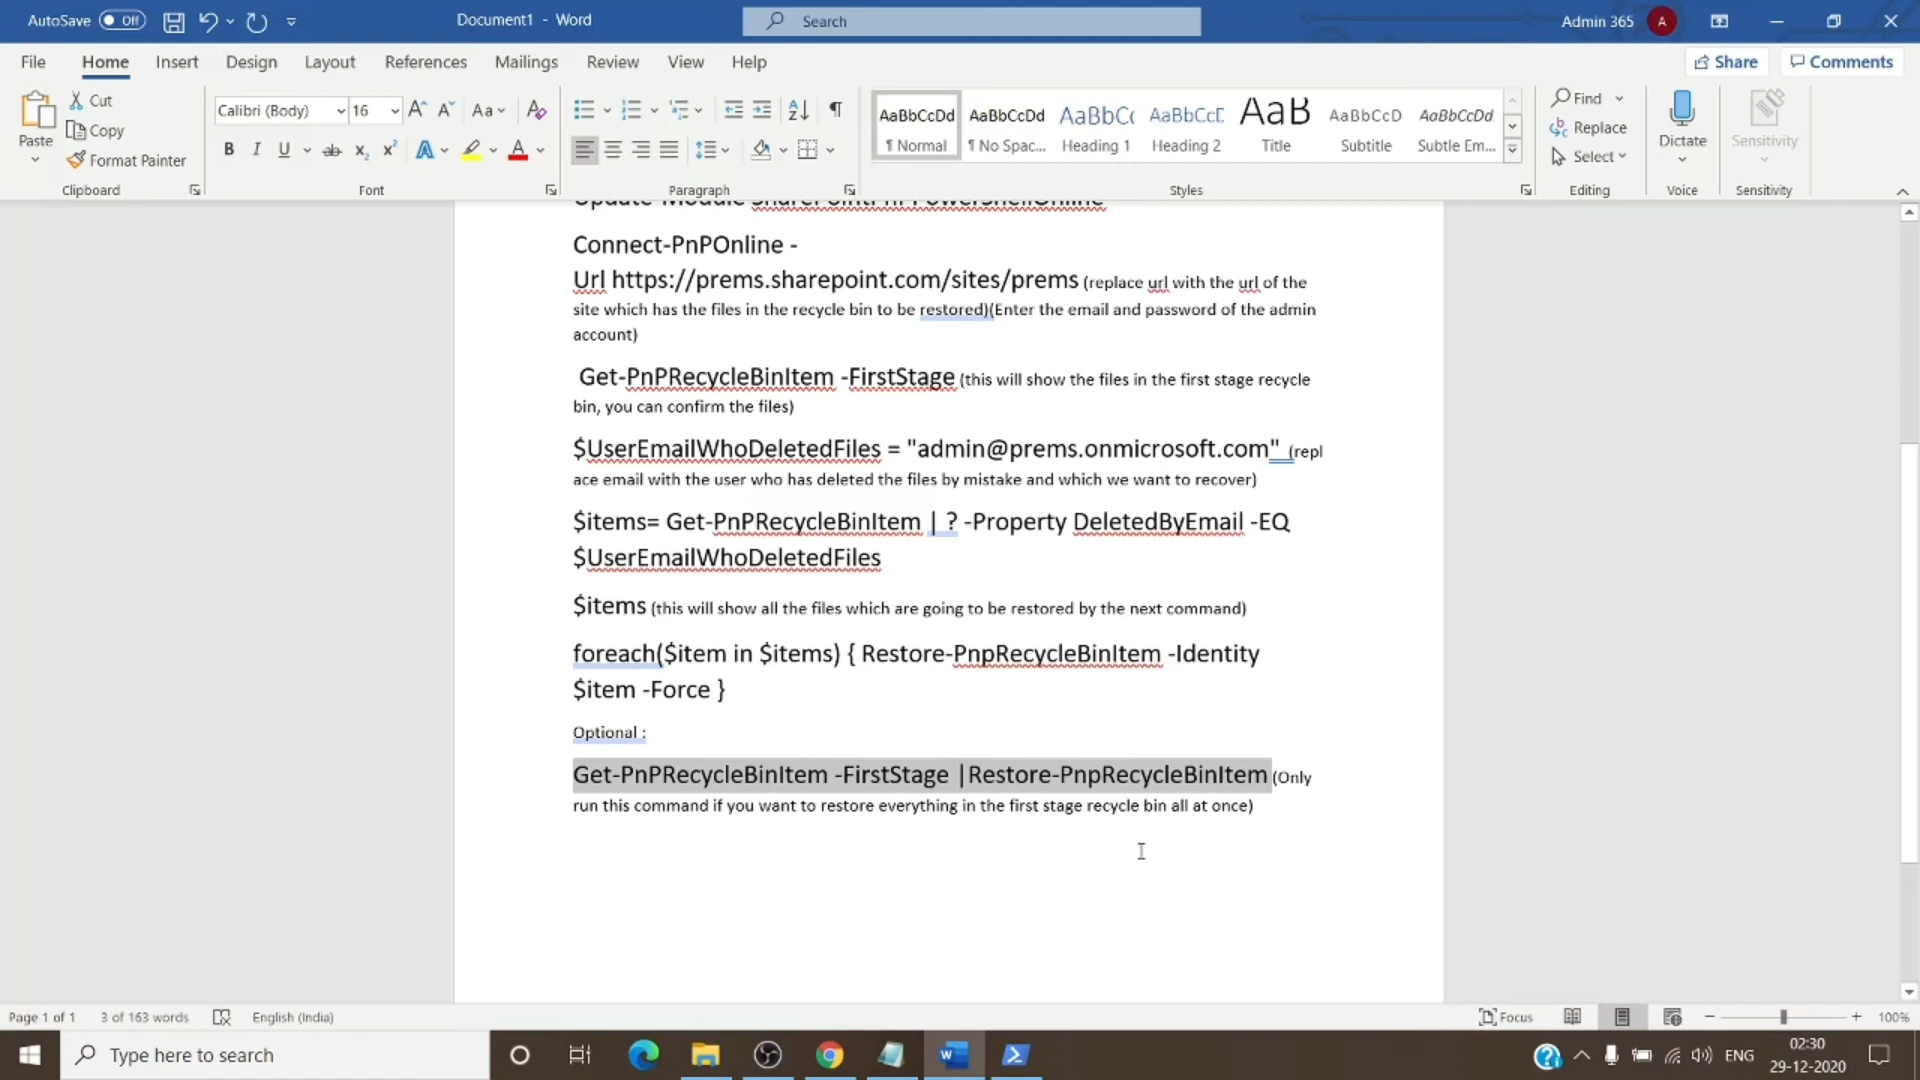 AutoSave Off Document1 - Word Search Admin 365 A
File Home Insert Design Layout References Mailings Review View Help Share Comments
Paste Cut Copy Format Painter
Clipboard
Calibri (Body) 16 Aa
B I U ab x2 x2 A A
Font
Paragraph
AaBbCcDd ¶ Normal
AaBbCcDd ¶ No Spac...
AaBbCc Heading 1
AaBbCcE Heading 2
AaB Title
AaBbCcD Subtitle
AaBbCcDd Subtle Em...
Styles
Find
Replace
Select
Editing
Dictate
Voice
Sensitivity
Sensitivity
Connect-PnPOnline -
Url https://prems.sharepoint.com/sites/prems (replace url with the url of the
site which has the files in the recycle bin to be restored)(Enter the email and password of the admin
account)
Get-PnPRecycleBinItem -FirstStage (this will show the files in the first stage recycle
bin, you can confirm the files)
$UserEmailWhoDeletedFiles = "admin@prems.onmicrosoft.com" (repl
ace email with the user who has deleted the files by mistake and which we want to recover)
$items= Get-PnPRecycleBinItem | ? -Property DeletedByEmail -EQ
$UserEmailWhoDeletedFiles
$items (this will show all the files which are going to be restored by the next command)
foreach($item in $items) { Restore-PnpRecycleBinItem -Identity
$item -Force }
Optional :
Get-PnPRecycleBinItem -FirstStage |Restore-PnpRecycleBinItem (Only
run this command if you want to restore everything in the first stage recycle bin all at once)
Page 1 of 1 3 of 163 words English (India) Focus 100%
Type here to search ENG 02:30
29-12-2020